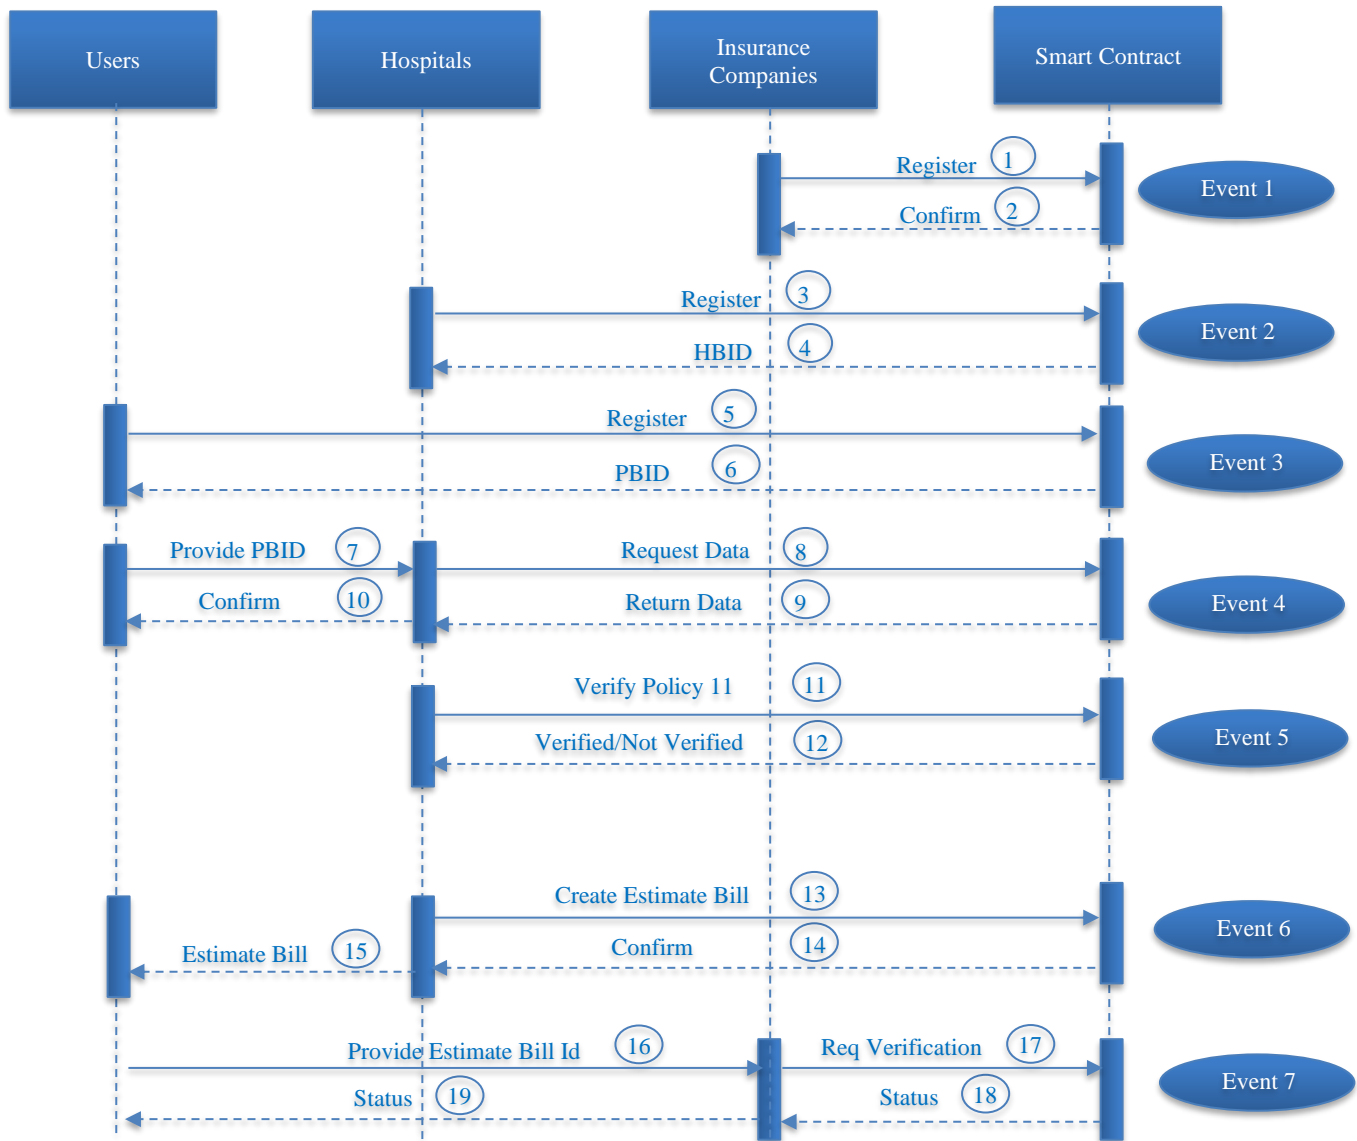 Users
Hospitals
Insurance
Companies
Smart Contract
Register 1
Confirm 2
Event 1
Register 3
HBID 4
Event 2
Register 5
PBID 6
Event 3
Provide PBID 7
Request Data 8
Confirm 10
Return Data 9
Event 4
Verify Policy 11 11
Verified/Not Verified 12
Event 5
Create Estimate Bill 13
Estimate Bill 15
Confirm 14
Event 6
Provide Estimate Bill Id 16
Req Verification 17
Status 19
Status 18
Event 7